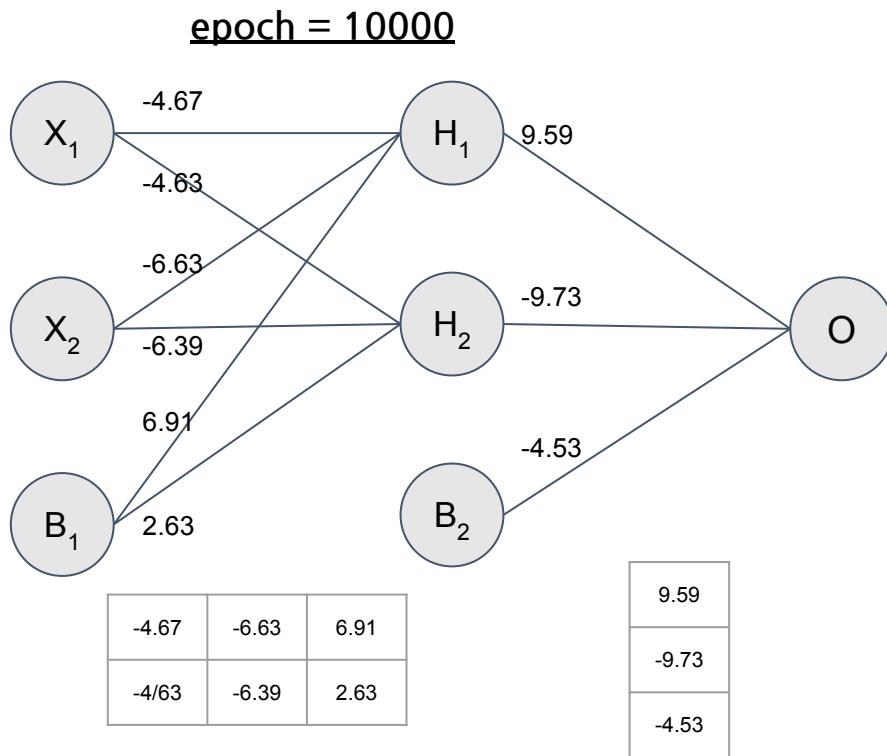 epoch = 10000
-4.67
X1
H1
9.59
-4.63
-6.63
-9.73
X2
H2
O
-6.39
6.91
-4.53
B1
2.63
B2
-4.67 -6.63 6.91
-4/63 -6.39 2.63
9.59
-9.73
-4.53